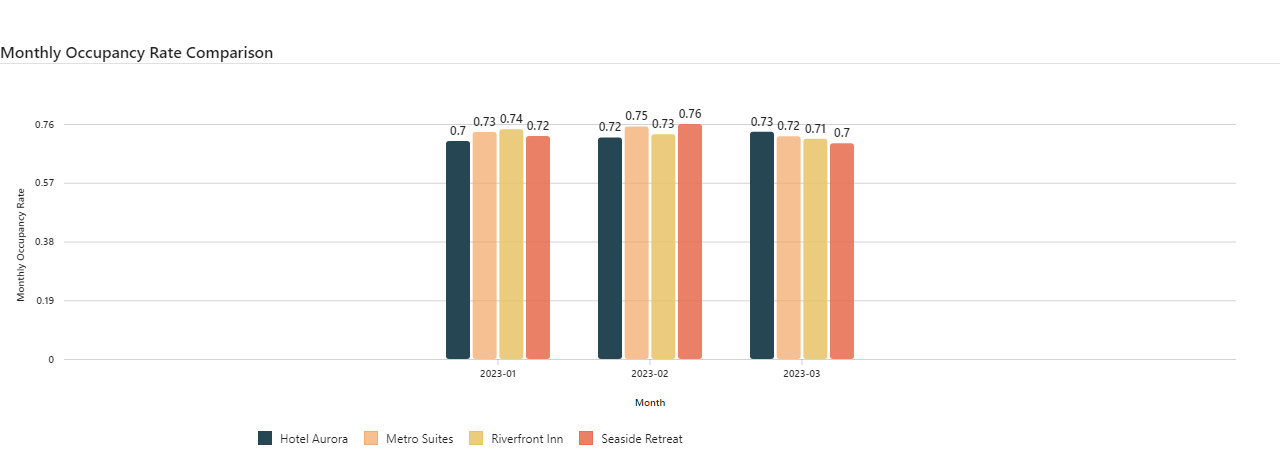 Monthly Occupancy Rate Comparison
0.7 0.73 0.74 0.72 0.72 0.75 0.73 0.76 0.73 0.72 0.71 0.7
0.76
0.57
0.38
0.19
0
Monthly Occupancy Rate
2023-01 2023-02 2023-03
Month
Hotel Aurora Metro Suites Riverfront Inn Seaside Retreat